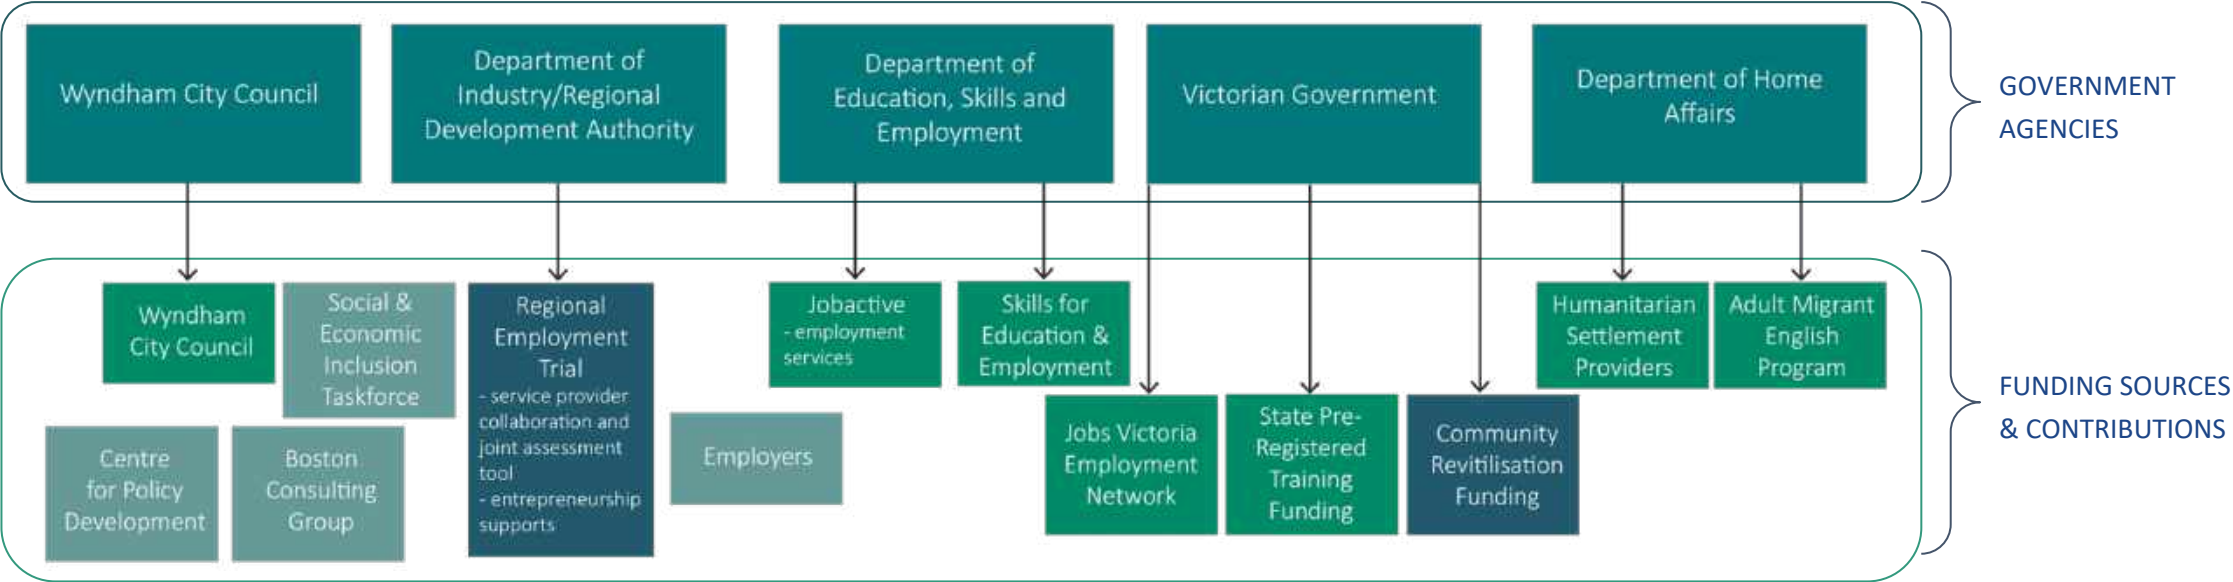 Wyndham City Council
Department of
Industry/Regional
Development Authority
Department of
Education, Skills and
Employment
Victorian Government
Department of Home
Affairs
GOVERNMENT
AGENCIES
Wyndham
City Council
Social &
Economic
Inclusion
Taskforce
Regional
Employment
Trial
- service provider
collaboration and
joint assessment
tool
- entrepreneurship
supports
Jobactive
- employment
services
Skills for
Education &
Employment
Humanitarian
Settlement
Providers
Adult Migrant
English
Program
Centre
for Policy
Development
Boston
Consulting
Group
Employers
Jobs Victoria
Employment
Network
State Pre-
Registered
Training
Funding
Community
Revitilisation
Funding
FUNDING SOURCES
& CONTRIBUTIONS